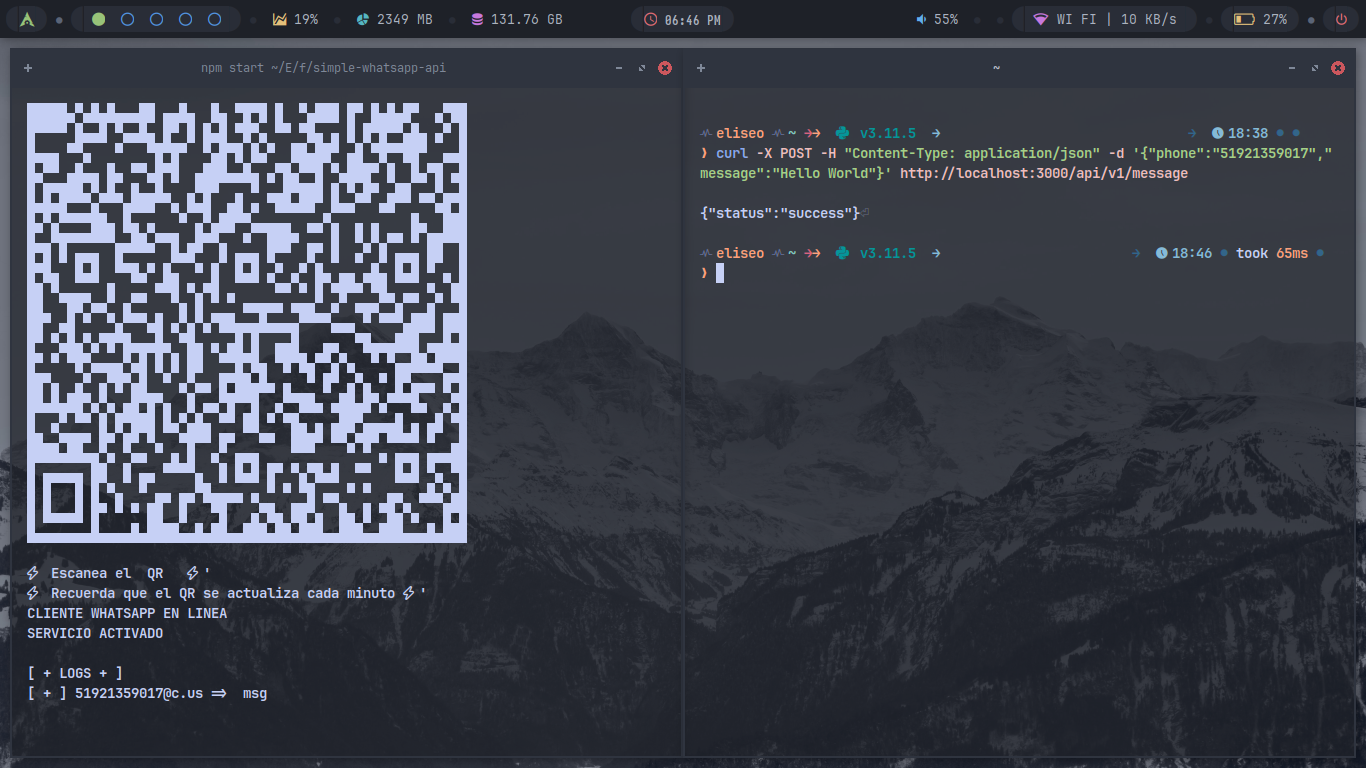 19%
2349 MB
131.76 GB
06:46 PM
55%
WI FI | 10 KB/s
27%
npm start ~/E/f/simple-whatsapp-api
Escanea el  QR '
Recuerda que el QR se actualiza cada minuto '
CLIENTE WHATSAPP EN LINEA
SERVICIO ACTIVADO
[ + LOGS + ]
[ + ] 51921359017@c.us => msg
~
eliseo ~ v3.11.5 18:38
❱ curl -X POST -H "Content-Type: application/json" -d '{"phone":"51921359017","
message":"Hello World"}' http://localhost:3000/api/v1/message
{"status":"success"}⏎
eliseo ~ v3.11.5 18:46 took 65ms
❱